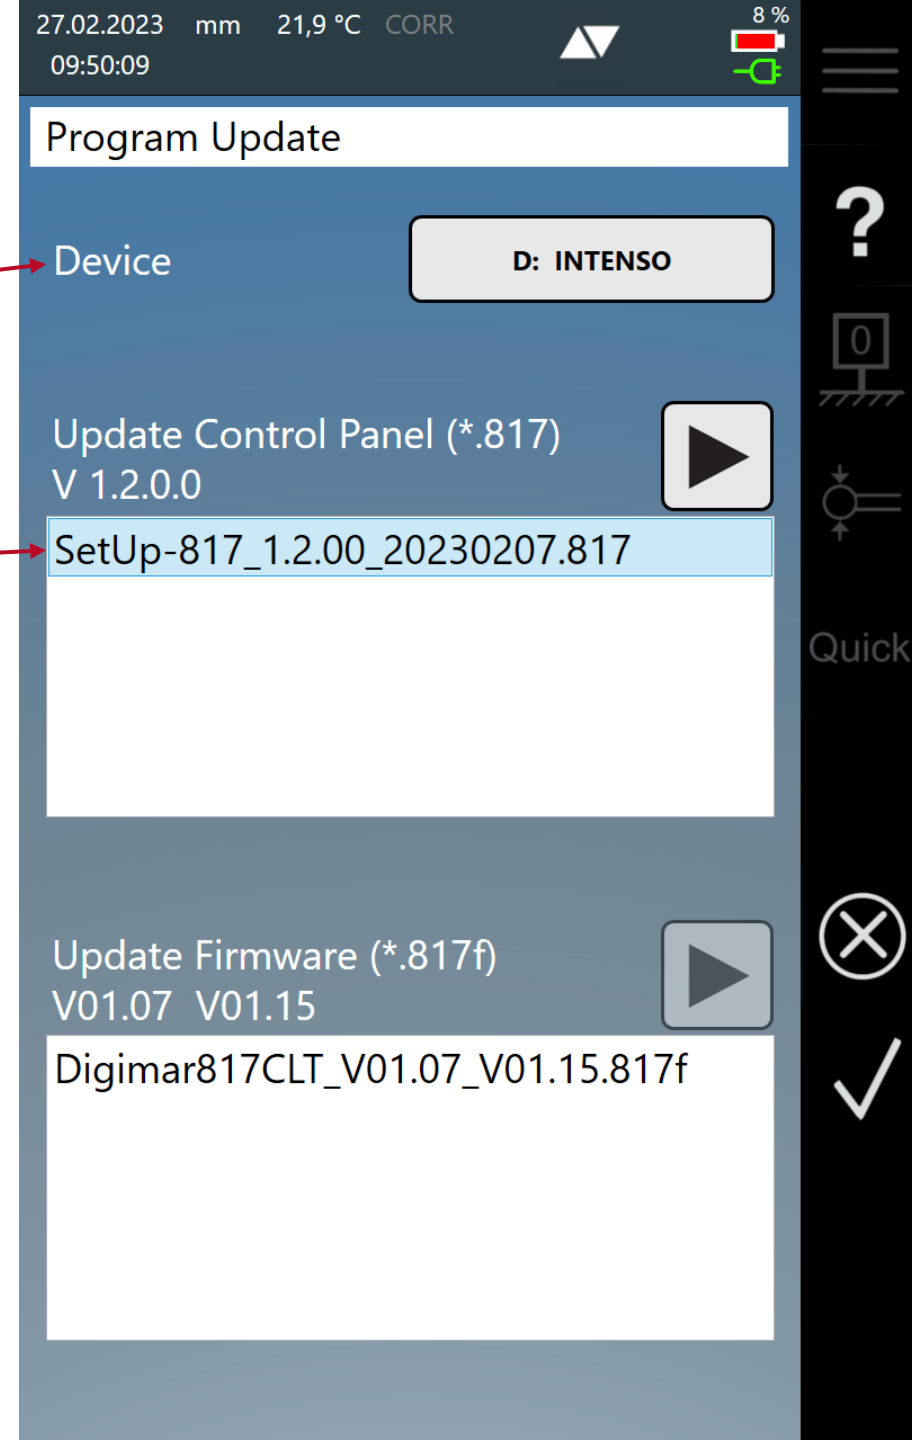 27.02.2023 mm 21,9 °C CORR 8 %
09:50:09
Program Update
?
Device D: INTENSO
0
Update Control Panel (*.817)
V 1.2.0.0
SetUp-817_1.2.00_20230207.817
Quick
Update Firmware (*.817f)
V01.07 V01.15
Digimar817CLT_V01.07_V01.15.817f